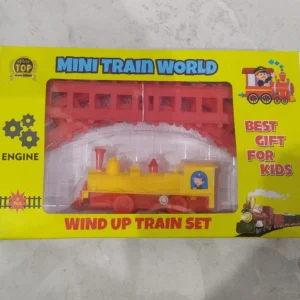 TOP
MINI TRAIN WORLD
ENGINE
BEST
GIFT
FOR
KIDS
WIND UP TRAIN SET